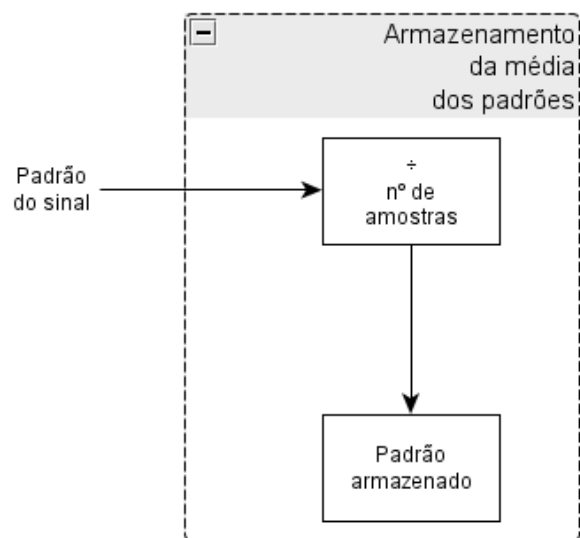 Armazenamento
da média
dos padrões
÷
nº de
amostras
Padrão
do sinal
Padrão
armazenado